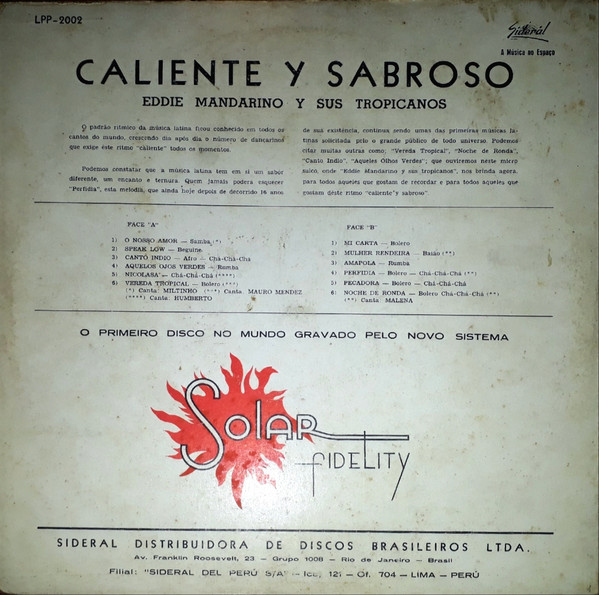 LPP-2002
Sideral
A Música no Espaço
CALIENTE Y SABROSO
EDDIE MANDARINO Y SUS TROPICANOS
O padrão rítmico da música latina ficou conhecido em todos os
cantos do mundo, crescendo dia após dia o número de dançarinos
que exige êste ritmo "caliente" todos os momentos.
Podemos constatar que a música latina tem em si um sabor
diferente, um encanto e ternura. Quem jamais podera esquecer
"Perfidia", esta melodia, que ainda hoje depois de decorrido 16 anos
de sua existência, continua sendo umas das primeiras músicas la-
tinas solicitada pelo o grande público de todo universo. Podemos
citar muitas outras como; "Vereda Tropical", "Noche de Ronda",
"Canto Indio", "Aqueles Olhos Verdes"; que ouviremos neste micro
sulco, onde "Eddie Mandarino y sus tropicanos", nos brinda agora,
para todos aqueles que gostam de recordar e para todos aqueles que
gostam dêste ritmo "caliente" y sabroso".
FACE "A"
1) O NOSSO AMOR — Samba (*)
2) SPEAK LOW — Beguine
3) CANTO INDIO — Afro — Chá-Chá-Chá
4) AQUELOS OJOS VERDES — Rumba
5) NICOLASA — Chá-Chá-Chá (****)
6) VEREDA TROPICAL — Bolero (***)
(*) Canta: MILTINHO (**) Canta: MAURO MENDEZ
(****) Canta: HUMBERTO
FACE "B"
1) MI CARTA — Bolero
2) MULHER RENDEIRA — Baião (**)
3) AMAPOLA — Rumba
4) PERFIDIA — Bolero — Chá-Chá-Chá (**)
5) PECADORA — Bolero — Chá-Chá-Chá
6) NOCHE DE RONDA — Bolero Chá-Chá-Chá (**)
(**) Canta: MALENA
O PRIMEIRO DISCO NO MUNDO GRAVADO PELO NOVO SISTEMA
Solar
FIDELITY
SIDERAL DISTRIBUIDORA DE DISCOS BRASILEIROS LTDA.
Av. Franklin Roosevelt, 23 — Grupo 1008 — Rio de Janeiro — Brasil
Filial: "SIDERAL DEL PERÚ S/A" — Ica, 121 - Of. 704 — LIMA — PERÚ